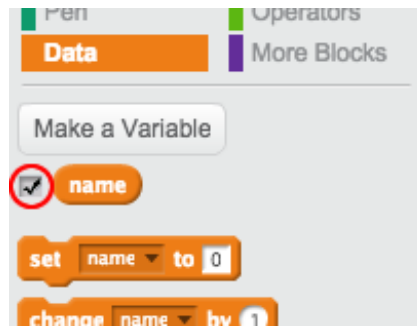 Pen Operators
Data More Blocks
Make a Variable
name
set name to 0
change name by 1